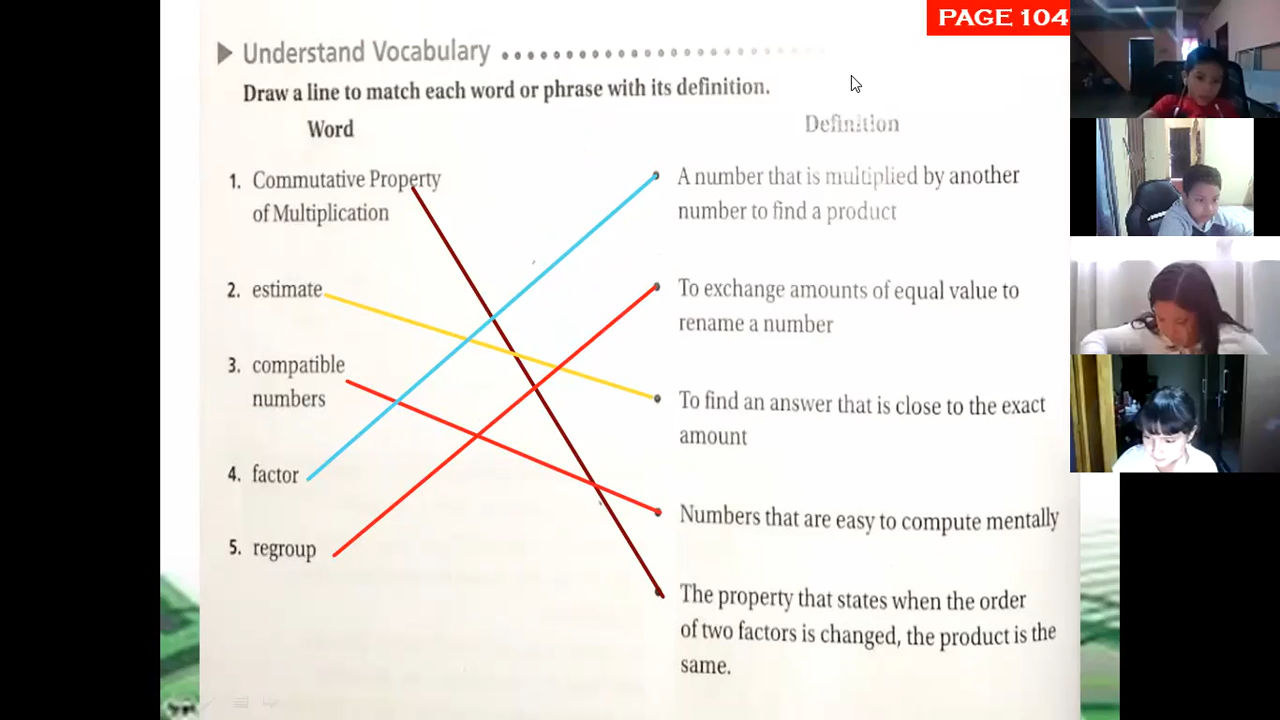 PAGE 104
Understand Vocabulary
Draw a line to match each word or phrase with its definition.
Word
Definition
1. Commutative Property
of Multiplication
2. estimate
3. compatible
numbers
4. factor
5. regroup
A number that is multiplied by another
number to find a product
To exchange amounts of equal value to
rename a number
To find an answer that is close to the exact
amount
Numbers that are easy to compute mentally
The property that states when the order
of two factors is changed, the product is the
same.